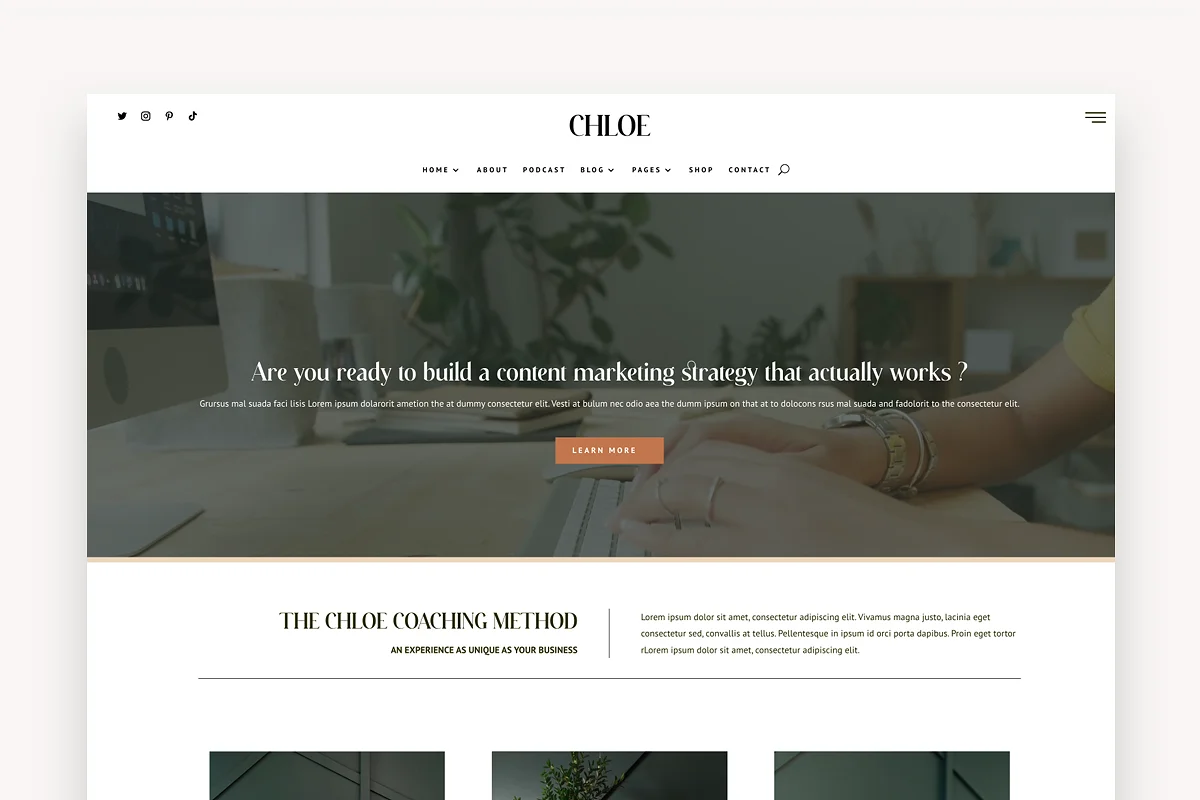 CHLOE
HOME ABOUT PODCAST BLOG PAGES SHOP CONTACT
Are you ready to build a content marketing strategy that actually works ?
Grursus mal suada faci lisis Lorem ipsum dolarorit ametion the at dummy consectetur elit. Vesti at bulum nec odio aea the dumm ipsum on that at to dolocons rsus mal suada and fadolorit to the consectetur elit.
LEARN MORE
THE CHLOE COACHING METHOD
AN EXPERIENCE AS UNIQUE AS YOUR BUSINESS
Lorem ipsum dolor sit amet, consectetur adipiscing elit. Vivamus magna justo, lacinia eget
consectetur sed, convallis at tellus. Pellentesque in ipsum id orci porta dapibus. Proin eget tortor
rLorem ipsum dolor sit amet, consectetur adipiscing elit.